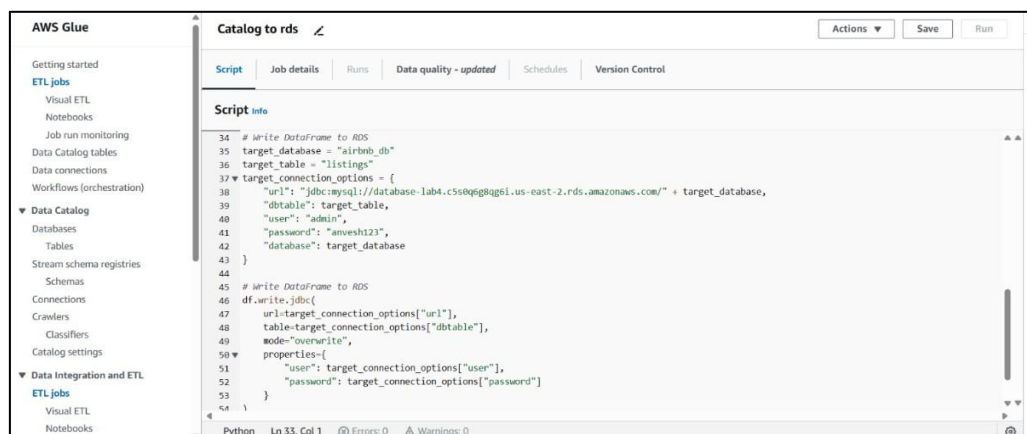 AWS Glue
Getting started
ETL jobs
Visual ETL
Notebooks
Job run monitoring
Data Catalog tables
Data connections
Workflows (orchestration)
▼ Data Catalog
Databases
Tables
Stream schema registries
Schemas
Connections
Crawlers
Classifiers
Catalog settings
▼ Data Integration and ETL
ETL jobs
Visual ETL
Notebooks
Catalog to rds
Actions ▼ Save Run
Script Job details Runs Data quality - updated Schedules Version Control
Script Info
34 # Write DataFrame to RDS
35 target_database = "airbnb_db"
36 target_table = "listings"
37 ▼ target_connection_options = {
38 "url": "jdbc:mysql://database-lab4.c5s0q6g8qg6i.us-east-2.rds.amazonaws.com/" + target_database,
39 "dbtable": target_table,
40 "user": "admin",
41 "password": "anvesh123",
42 "database": target_database
43 }
44
45 # Write DataFrame to RDS
46 df.write.jdbc(
47 url=target_connection_options["url"],
48 table=target_connection_options["dbtable"],
49 mode="overwrite",
50 ▼ properties={
51 "user": target_connection_options["user"],
52 "password": target_connection_options["password"]
53 }
54 )
Python Ln 33, Col 1 Errors: 0 Warnings: 0